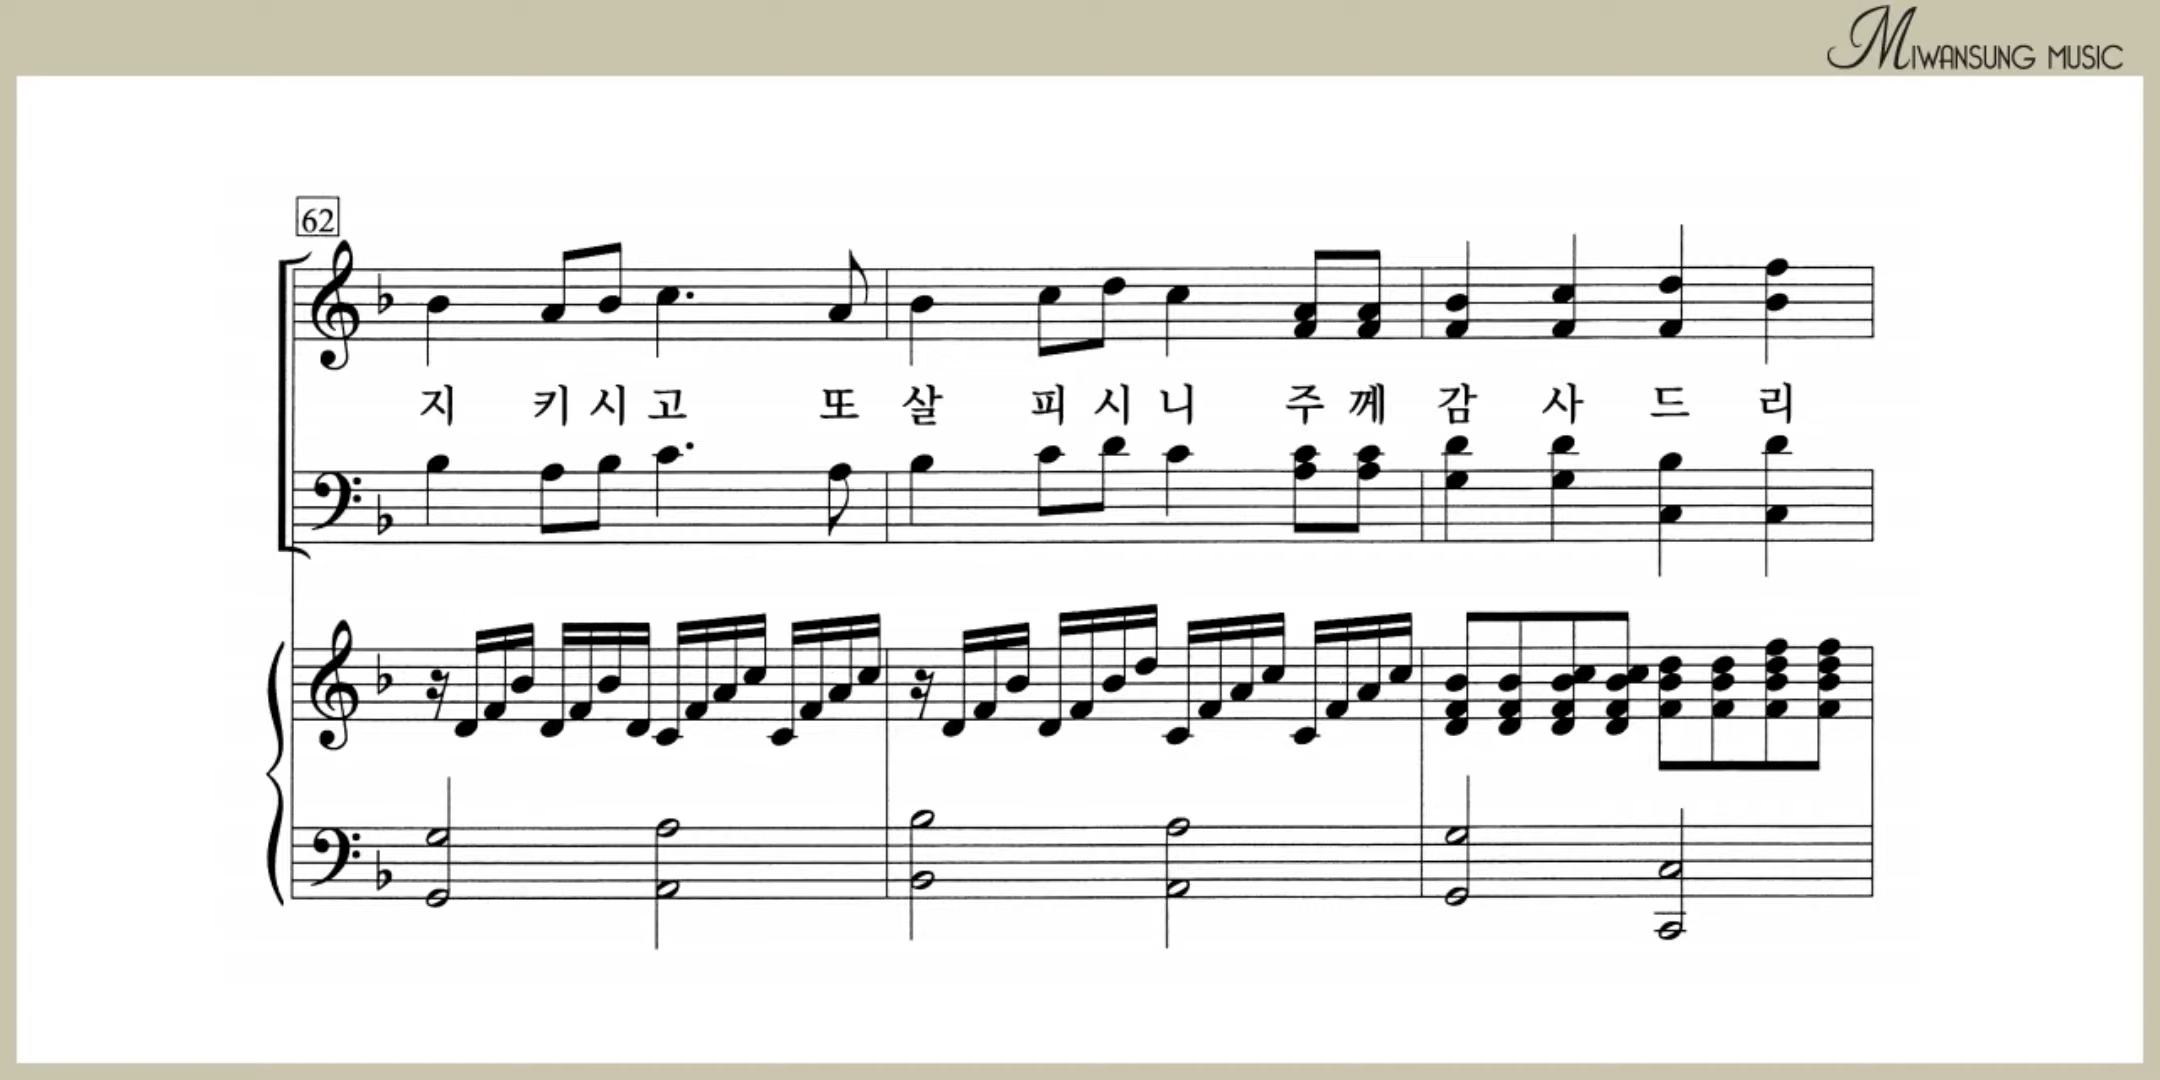 MIWANSUNG MUSIC
62
지 키 시 고 또 살 피 시 니 주 께 감 사 드 리